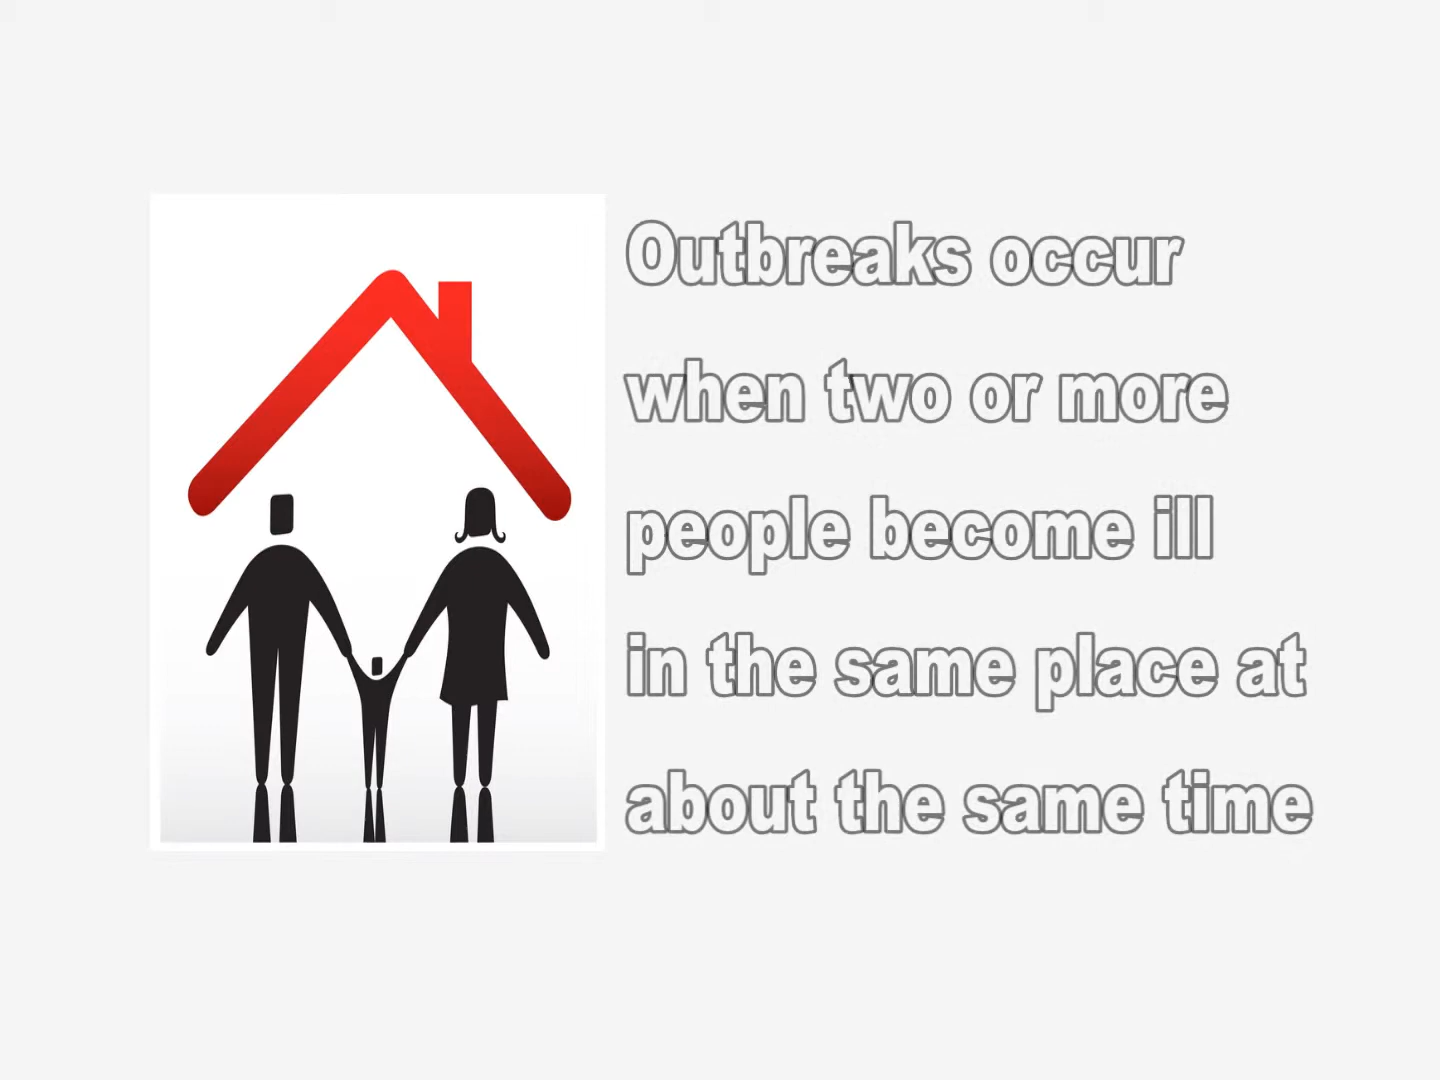 Outbreaks occur
when two or more
people become ill
in the same place at
about the same time